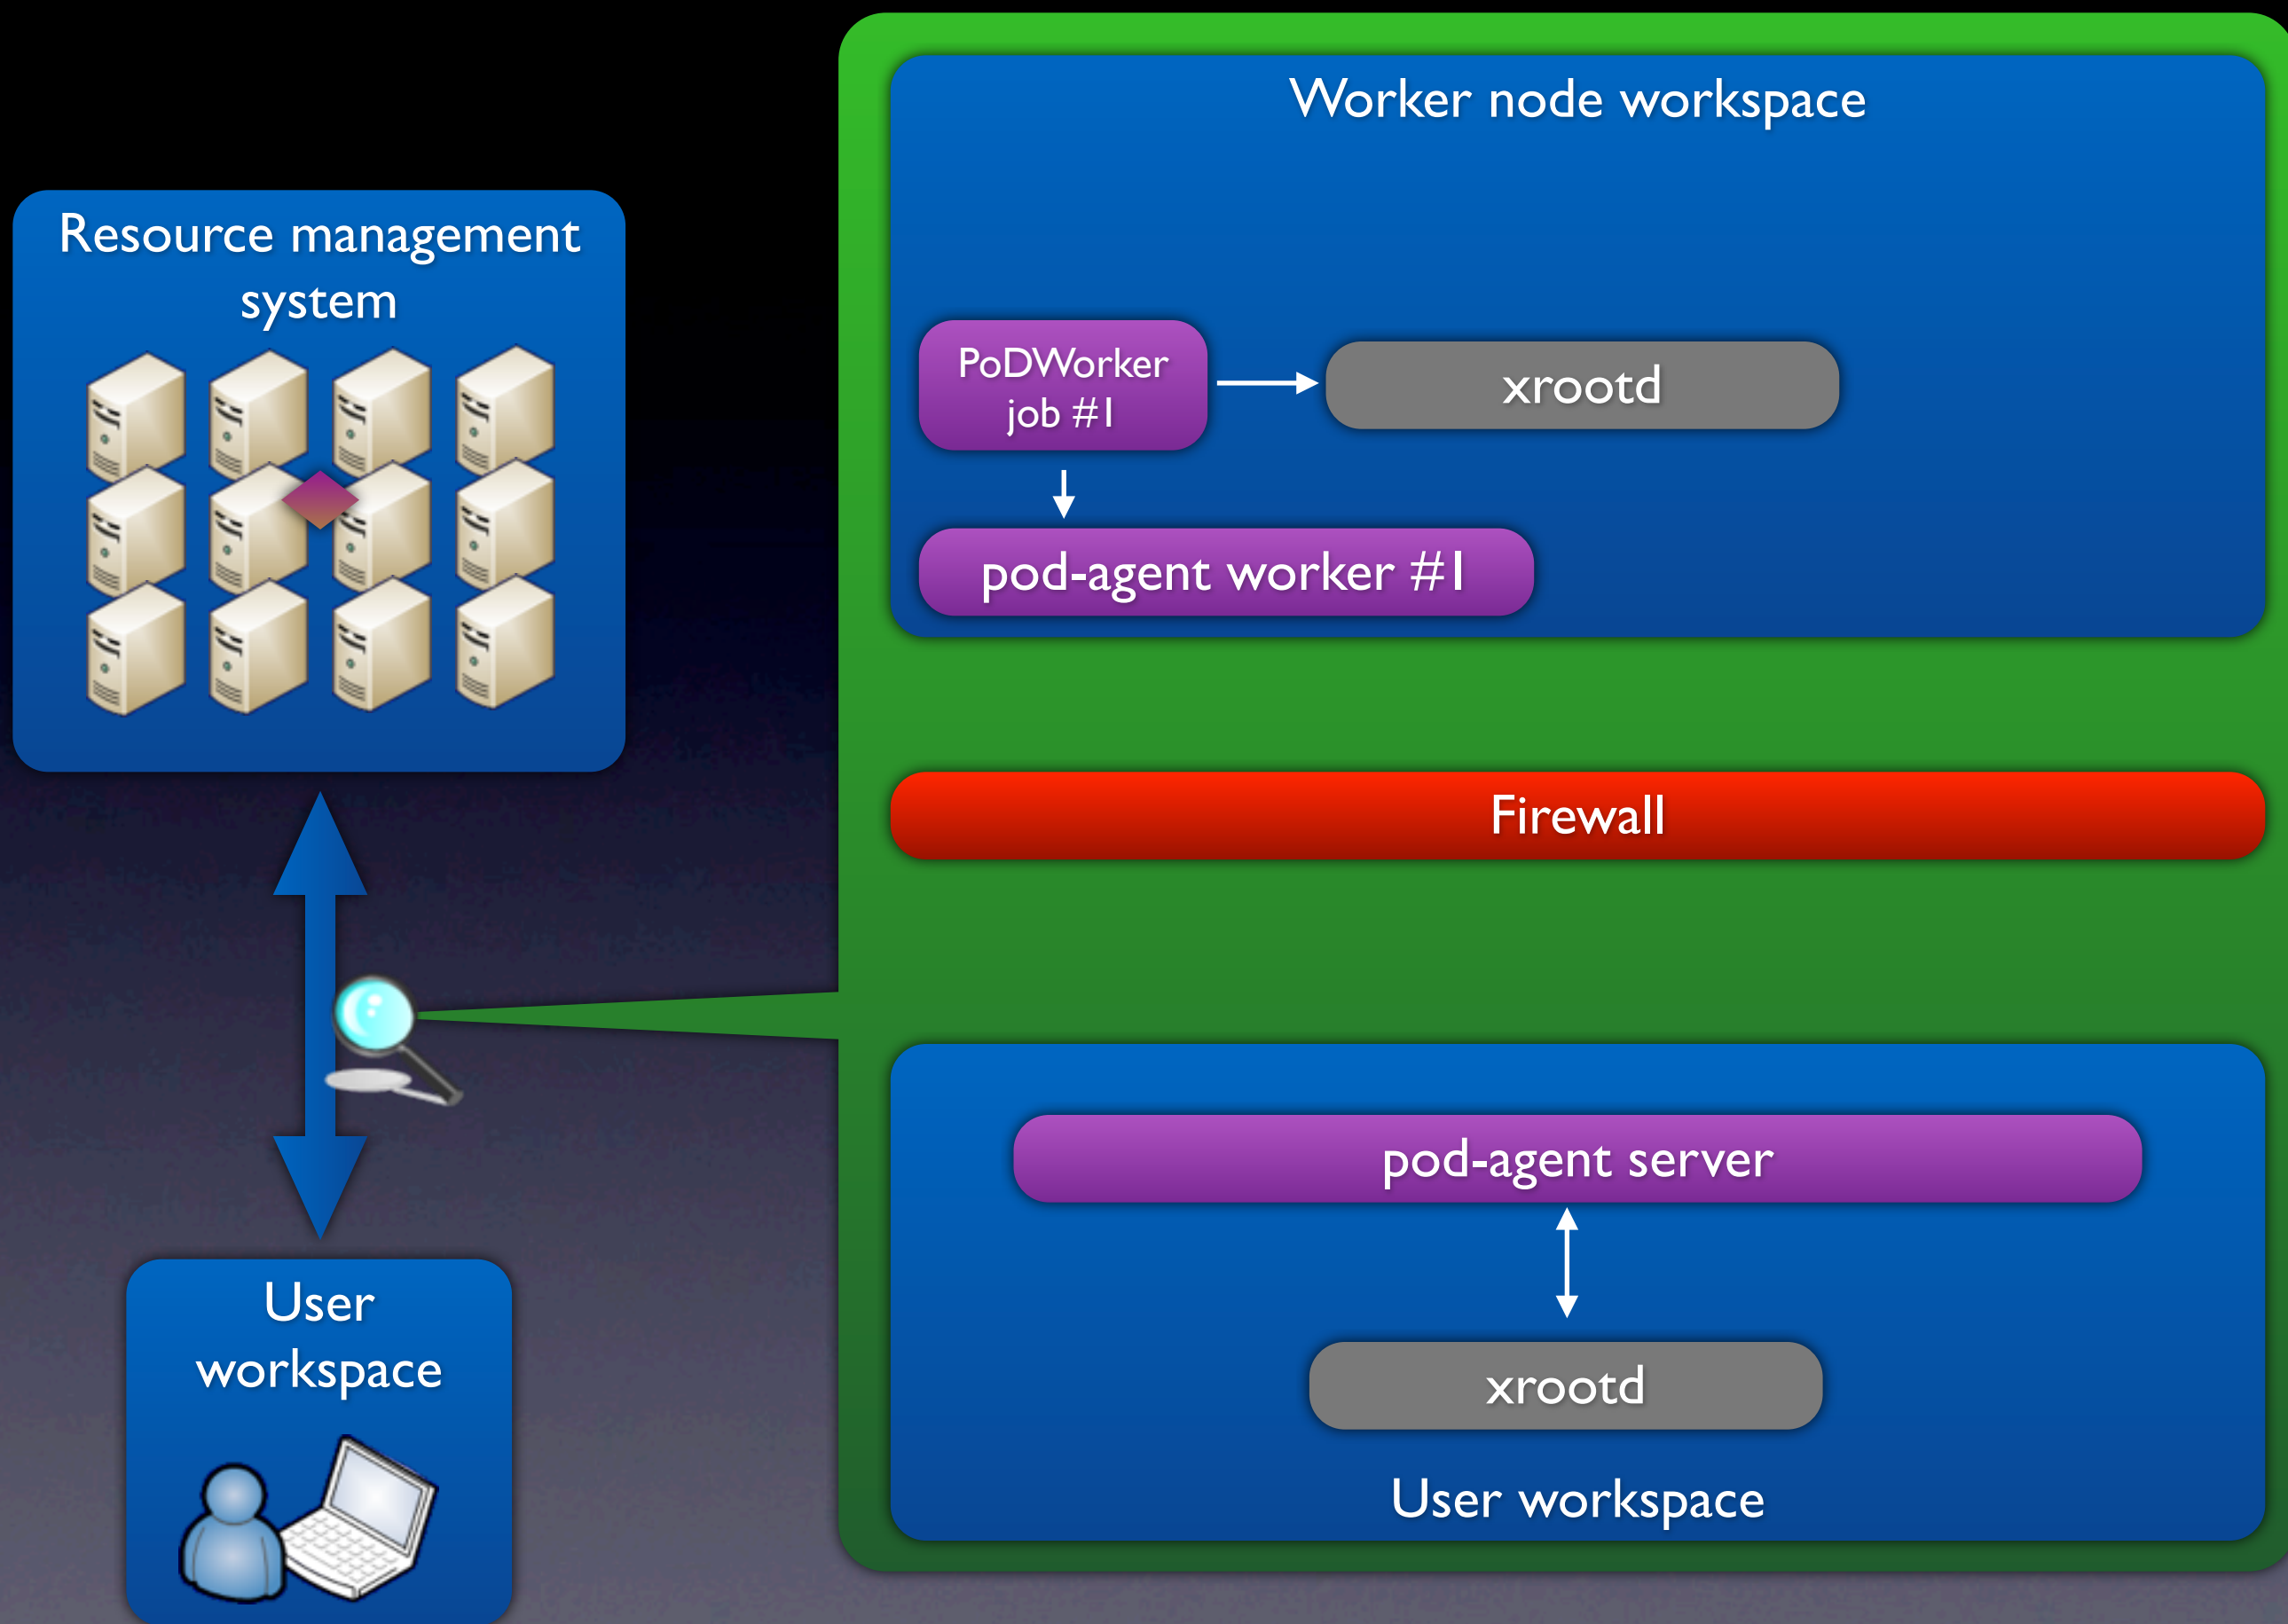 Resource management
system
User
workspace
Worker node workspace
PoDWorker
job #1
xrootd
pod-agent worker #1
Firewall
pod-agent server
xrootd
User workspace